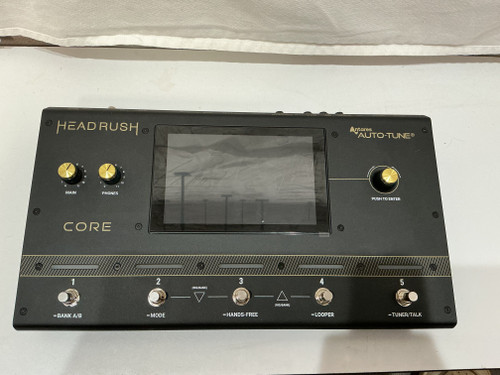 HEADRUSH
Antares
AUTO-TUNE®
MAIN
PHONES
PUSH TO ENTER
CORE
1
2
3
4
5
BANK A/B
MODE
HANDS-FREE
LOOPER
TUNER/TALK